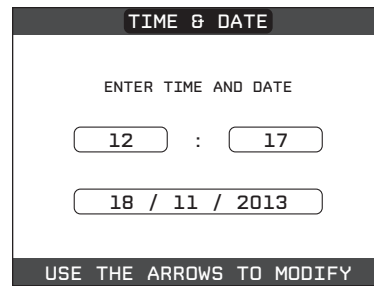 TIME & DATE
ENTER TIME AND DATE
12 : 17
18 / 11 / 2013
USE THE ARROWS TO MODIFY